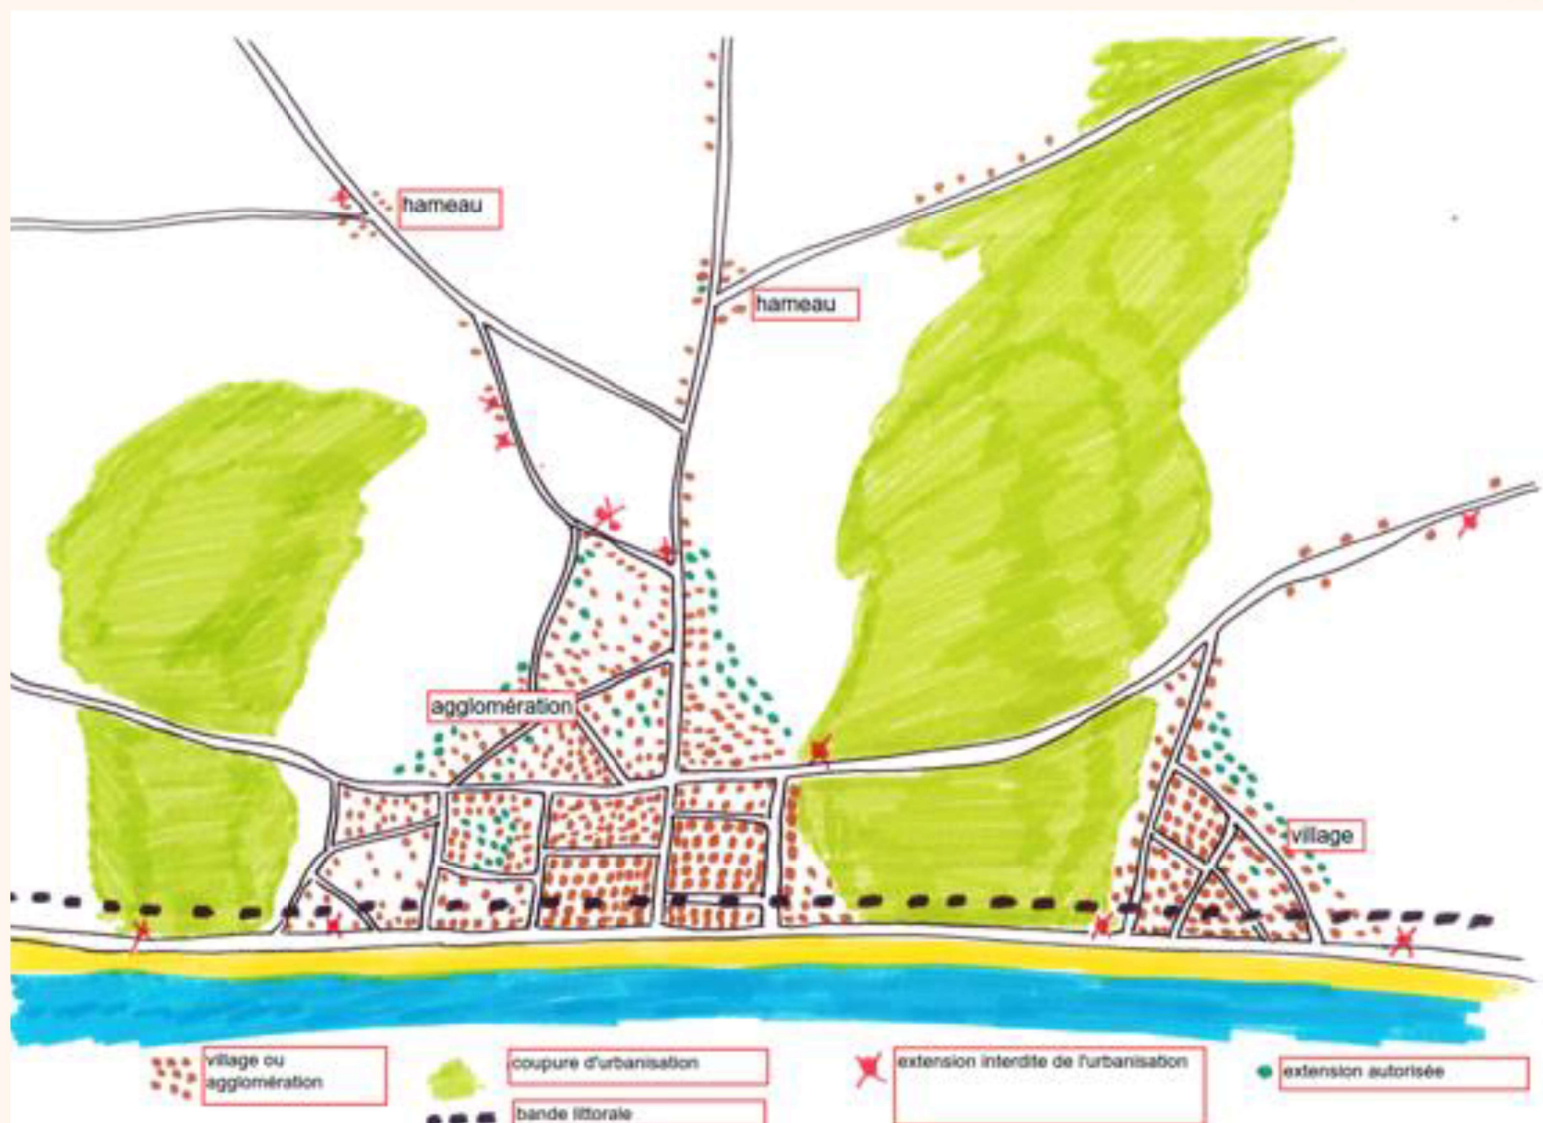 hameau
hameau
agglomération
village
village ou
agglomération
coupure d'urbanisation
bande littorale
extension interdite de l'urbanisation
extension autorisée